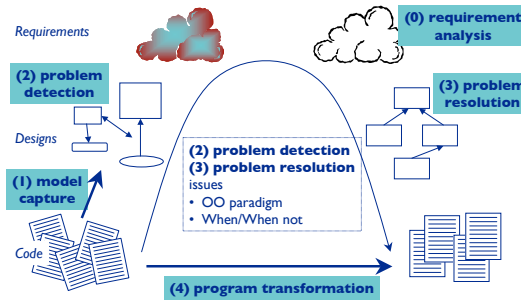 Requirements
(0) requirement
analysis
(2) problem
detection
(3) problem
resolution
Designs
(2) problem detection
(3) problem resolution
issues
• OO paradigm
• When/When not
(1) model
capture
Code
(4) program transformation